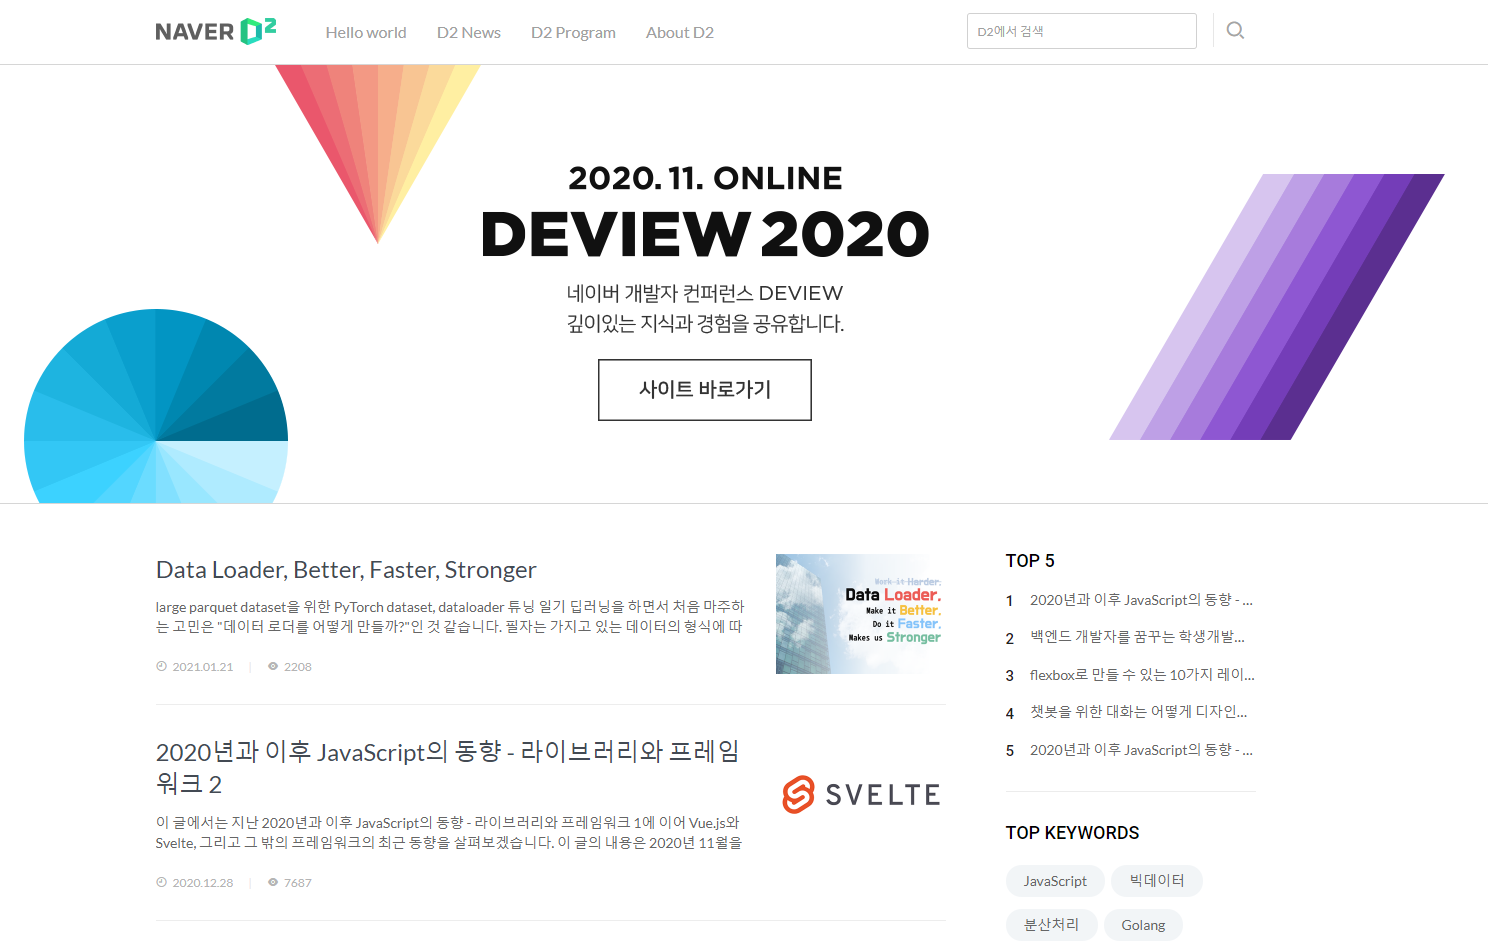 NAVER D2
Hello world
D2 News
D2 Program
About D2
D2에서 검색
2020. 11. ONLINE
DEVIEW 2020
네이버 개발자 컨퍼런스 DEVIEW
깊이있는 지식과 경험을 공유합니다.
사이트 바로가기
Data Loader, Better, Faster, Stronger
large parquet dataset을 위한 PyTorch dataset, dataloader 튜닝 일기 딥러닝을 하면서 처음 마주하
는 고민은 "데이터 로더를 어떻게 만들까?"인 것 같습니다. 필자는 가지고 있는 데이터의 형식에 따
2021.01.21
2208
Work it Harder,
Data Loader,
Make it Better,
Do it Faster,
Makes us Stronger
2020년과 이후 JavaScript의 동향 - 라이브러리와 프레임
워크 2
이 글에서는 지난 2020년과 이후 JavaScript의 동향 - 라이브러리와 프레임워크 1에 이어 Vue.js와
Svelte, 그리고 그 밖의 프레임워크의 최근 동향을 살펴보겠습니다. 이 글의 내용은 2020년 11월을
2020.12.28
7687
SVELTE
TOP 5
1 2020년과 이후 JavaScript의 동향 - ...
2 백엔드 개발자를 꿈꾸는 학생개발...
3 flexbox로 만들 수 있는 10가지 레이...
4 챗봇을 위한 대화는 어떻게 디자인...
5 2020년과 이후 JavaScript의 동향 - ...
TOP KEYWORDS
JavaScript
빅데이터
분산처리
Golang